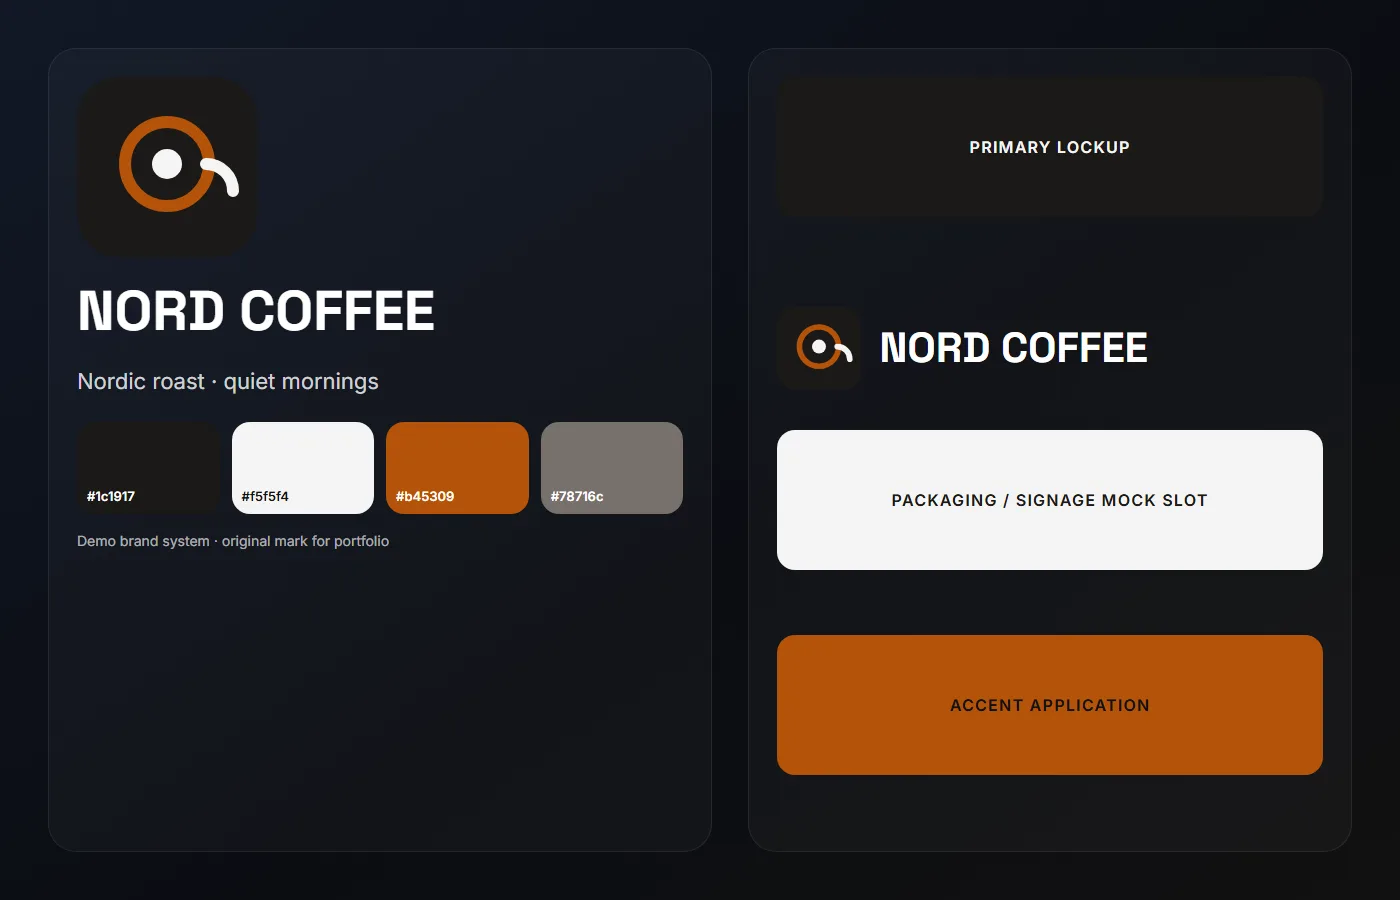 NORD COFFEE
Nordic roast · quiet mornings
#1c1917
#f5f5f4
#b45309
#78716c
Demo brand system · original mark for portfolio
PRIMARY LOCKUP
NORD COFFEE
PACKAGING / SIGNAGE MOCK SLOT
ACCENT APPLICATION